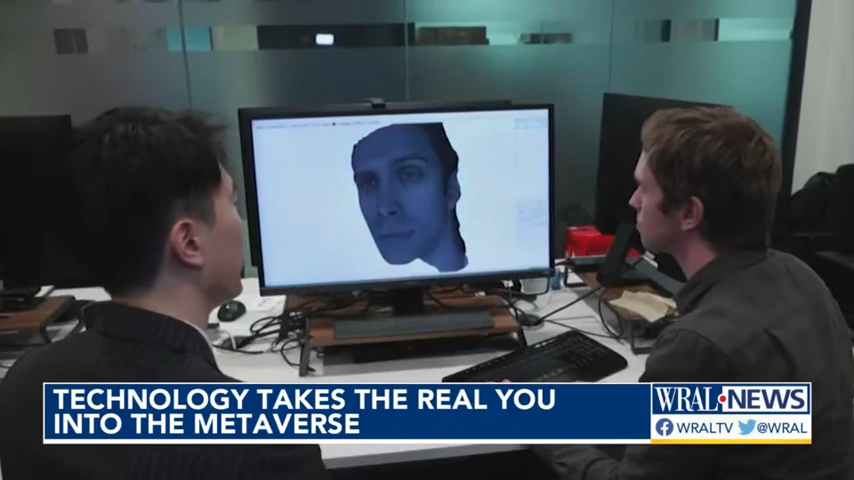 TECHNOLOGY TAKES THE REAL YOU
INTO THE METAVERSE
WRAL NEWS
WRALTV @WRAL